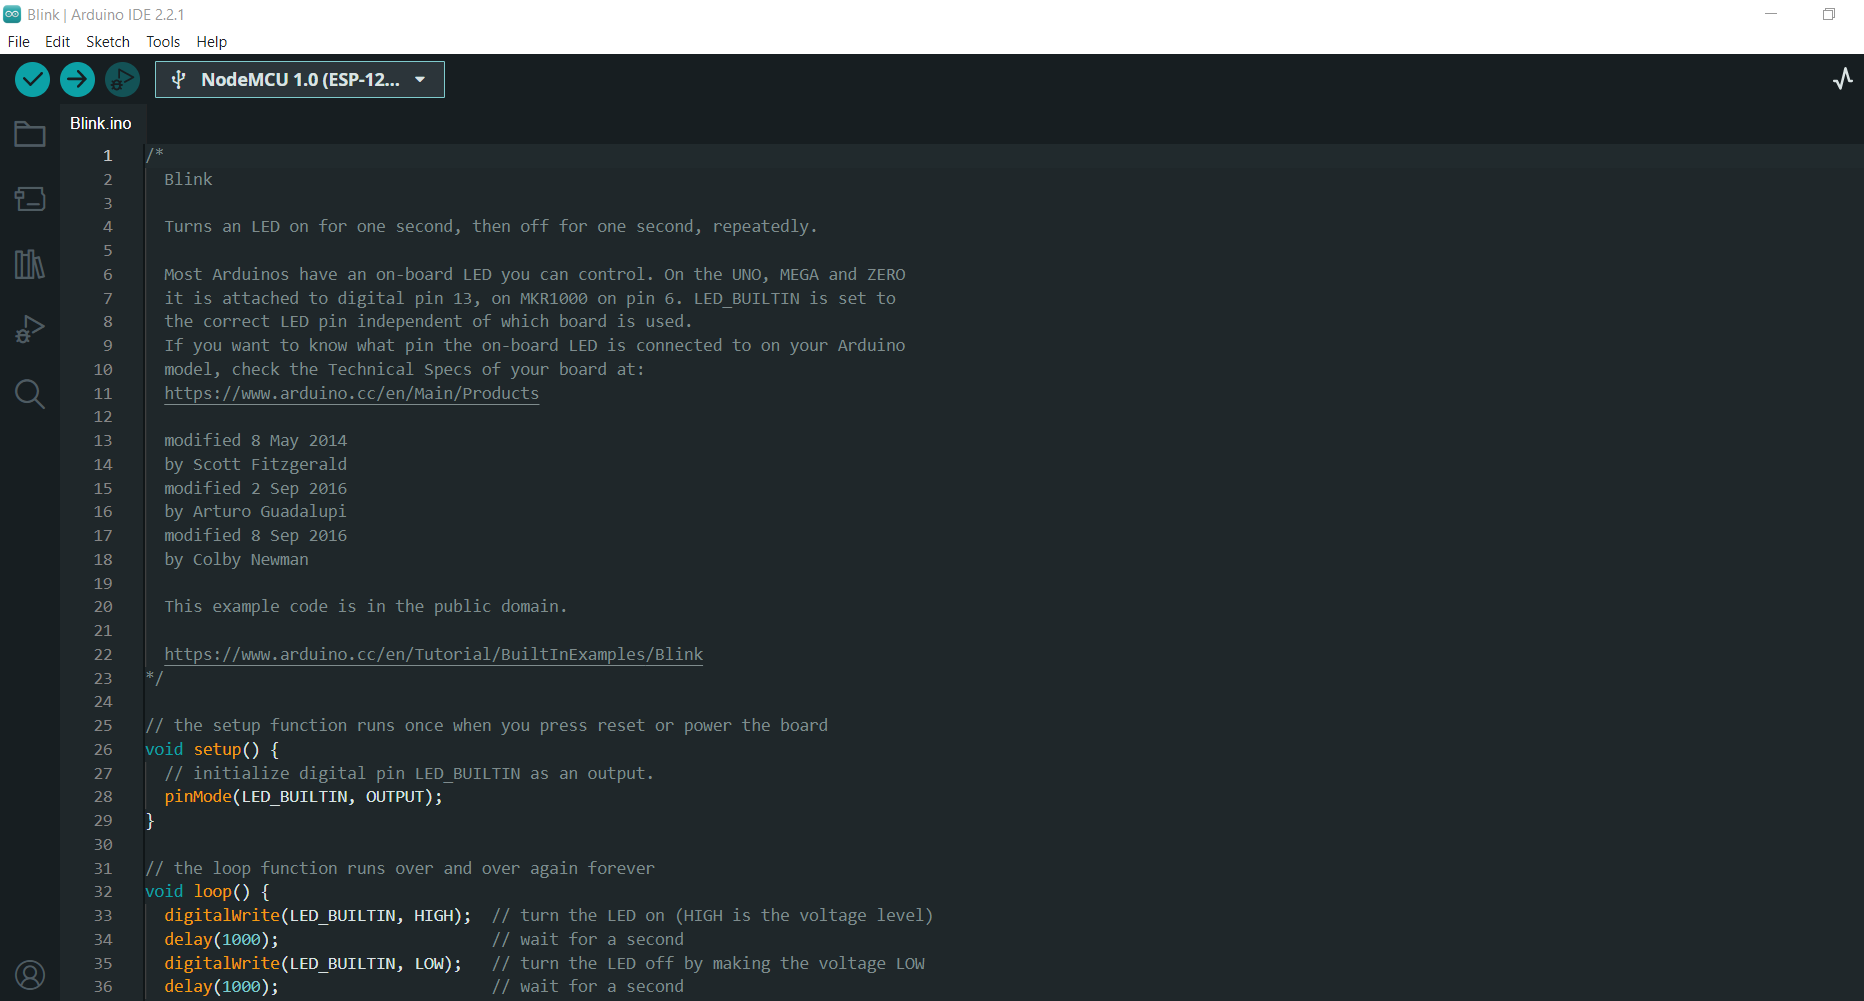 Blink | Arduino IDE 2.2.1
File Edit Sketch Tools Help
NodeMCU 1.0 (ESP-12...
Blink.ino
1 /*
2   Blink
3
4   Turns an LED on for one second, then off for one second, repeatedly.
5
6   Most Arduinos have an on-board LED you can control. On the UNO, MEGA and ZERO
7   it is attached to digital pin 13, on MKR1000 on pin 6. LED_BUILTIN is set to
8   the correct LED pin independent of which board is used.
9   If you want to know what pin the on-board LED is connected to on your Arduino
10   model, check the Technical Specs of your board at:
11   https://www.arduino.cc/en/Main/Products
12
13   modified 8 May 2014
14   by Scott Fitzgerald
15   modified 2 Sep 2016
16   by Arturo Guadalupi
17   modified 8 Sep 2016
18   by Colby Newman
19
20   This example code is in the public domain.
21
22   https://www.arduino.cc/en/Tutorial/BuiltInExamples/Blink
23 */
24
25 // the setup function runs once when you press reset or power the board
26 void setup() {
27   // initialize digital pin LED_BUILTIN as an output.
28   pinMode(LED_BUILTIN, OUTPUT);
29 }
30
31 // the loop function runs over and over again forever
32 void loop() {
33   digitalWrite(LED_BUILTIN, HIGH);  // turn the LED on (HIGH is the voltage level)
34   delay(1000);                      // wait for a second
35   digitalWrite(LED_BUILTIN, LOW);   // turn the LED off by making the voltage LOW
36   delay(1000);                      // wait for a second